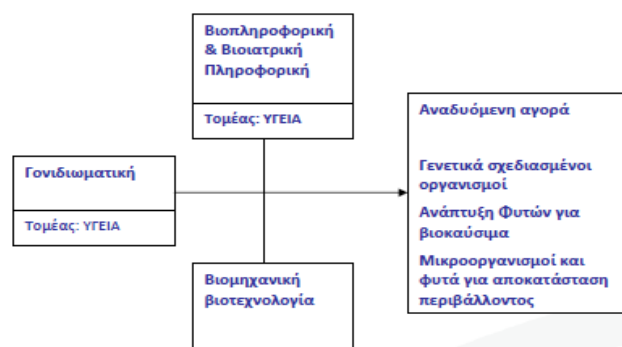 Βιοπληροφορική
& Βιοιατρική
Πληροφορική
Τομέας: ΥΓΕΙΑ
Γονιδιωματική
Τομέας: ΥΓΕΙΑ
Βιομηχανική
βιοτεχνολογία
Αναδυόμενη αγορά
Γενετικά σχεδιασμένοι
οργανισμοί
Ανάπτυξη Φυτών για
βιοκαύσιμα
Μικροοργανισμοί και
φυτά για αποκατάσταση
περιβάλλοντος